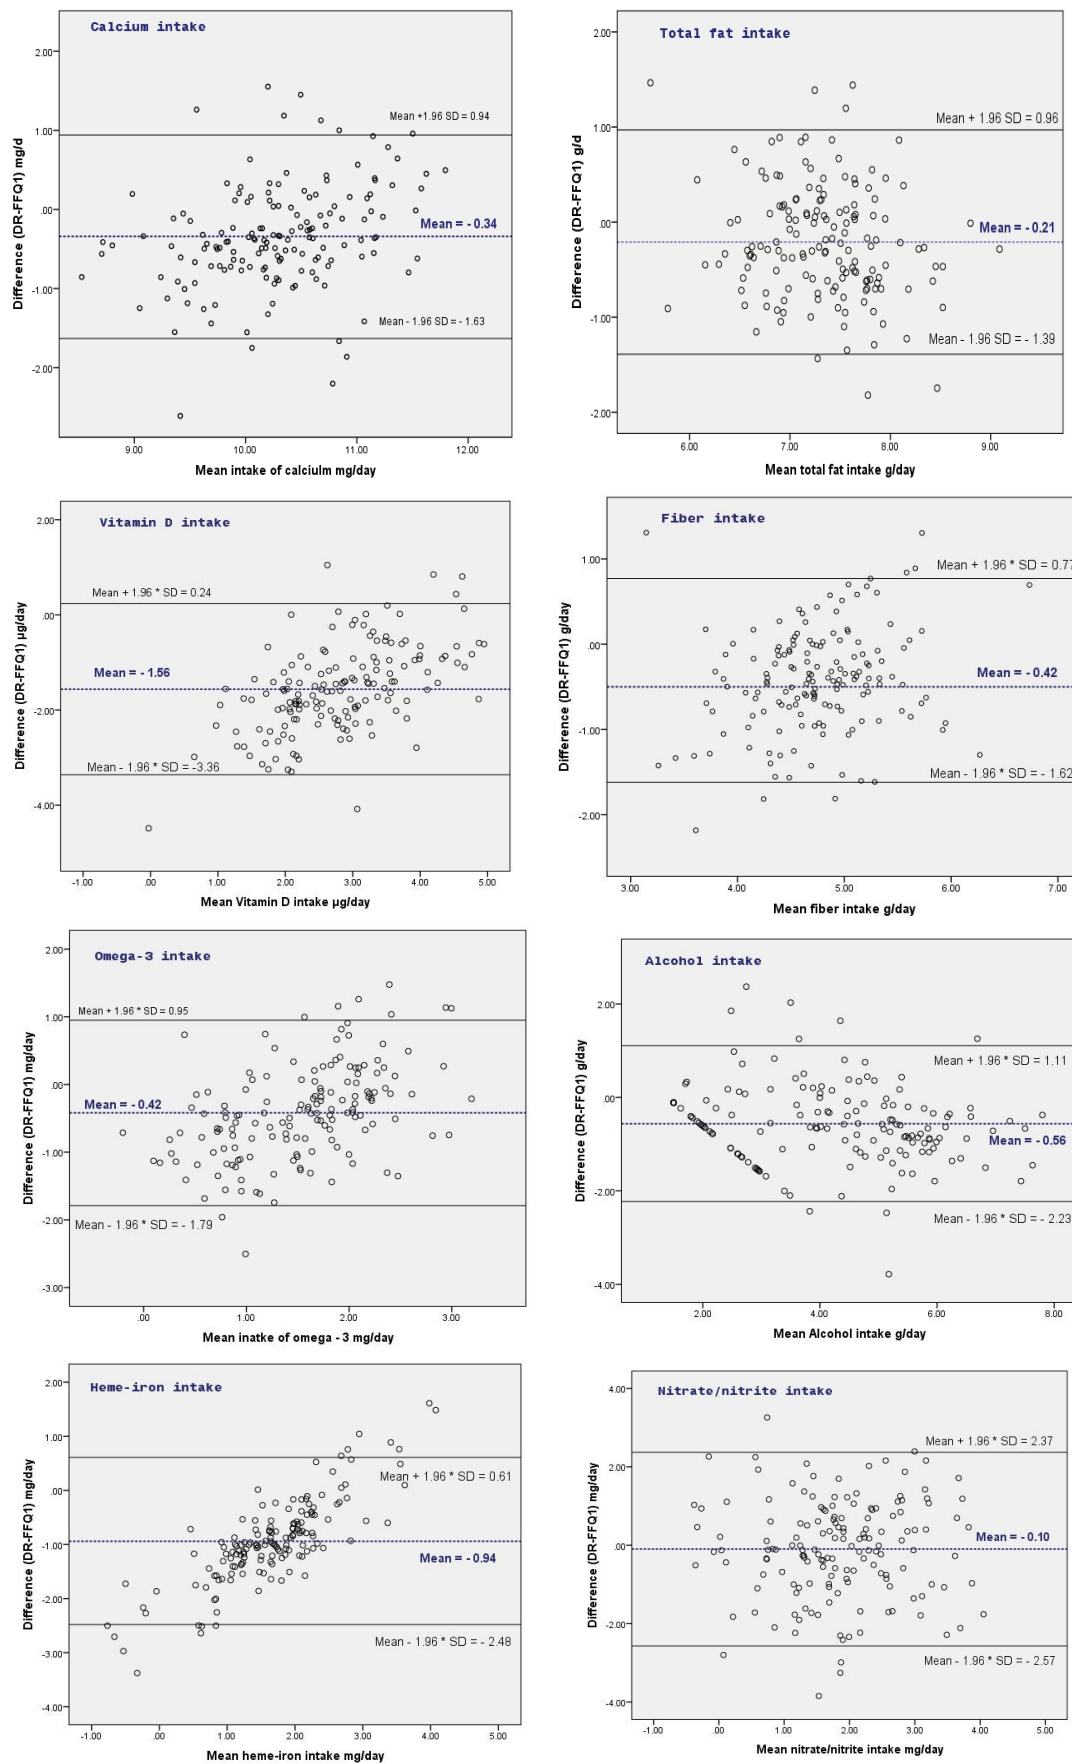 Calcium intake
2.00
1.00
.00
-1.00
-2.00
Difference (DR-FFQ1) mg/d
Mean +1.96 SD = 0.94
Mean = - 0.34
Mean - 1.96 SD = - 1.63
9.00 10.00 11.00 12.00
Mean intake of calciulm mg/day
Total fat intake
2.00
1.00
.00
-1.00
-2.00
Difference (DR-FFQ1) g/d
Mean + 1.96 SD = 0.96
Mean = - 0.21
Mean - 1.96 SD = - 1.39
6.00 7.00 8.00 9.00
Mean total fat intake g/day
Vitamin D intake
2.00
.00
-2.00
-4.00
Difference (DR-FFQ1) µg/day
Mean + 1.96 * SD = 0.24
Mean = - 1.56
Mean - 1.96 * SD = -3.36
-1.00 .00 1.00 2.00 3.00 4.00 5.00
Mean Vitamin D intake µg/day
Fiber intake
1.00
.00
-1.00
-2.00
Difference (DR-FFQ1) g/day
Mean + 1.96 * SD = 0.77
Mean = - 0.42
Mean - 1.96 * SD = - 1.62
3.00 4.00 5.00 6.00 7.00
Mean fiber intake g/day
Omega-3 intake
2.00
1.00
.00
-1.00
-2.00
-3.00
Difference (DR-FFQ1) mg/day
Mean + 1.96 * SD = 0.95
Mean = - 0.42
Mean - 1.96 * SD = - 1.79
.00 1.00 2.00 3.00
Mean inatke of omega - 3 mg/day
Alcohol intake
2.00
.00
-2.00
-4.00
Difference (DR-FFQ1) g/day
Mean + 1.96 * SD = 1.11
Mean = - 0.56
Mean - 1.96 * SD = - 2.23
2.00 4.00 6.00 8.00
Mean Alcohol intake g/day
Heme-iron intake
2.00
1.00
.00
-1.00
-2.00
-3.00
-4.00
Difference (DR-FFQ1) mg/day
Mean + 1.96 * SD = 0.61
Mean = - 0.94
Mean - 1.96 * SD = - 2.48
-1.00 .00 1.00 2.00 3.00 4.00 5.00
Mean heme-iron intake mg/day
Nitrate/nitrite intake
4.00
2.00
.00
-2.00
-4.00
Difference (DR-FFQ1) mg/day
Mean + 1.96 * SD = 2.37
Mean = - 0.10
Mean - 1.96 * SD = - 2.57
-1.00 .00 1.00 2.00 3.00 4.00 5.00
Mean nitrate/nitrite intake mg/day